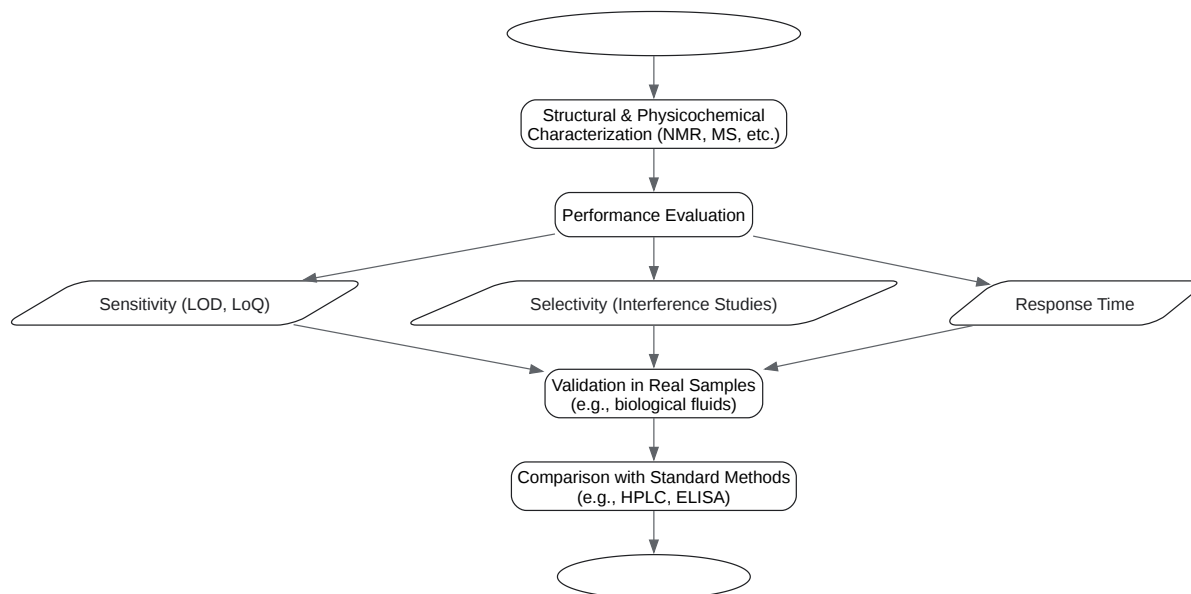 Structural & Physicochemical
Characterization (NMR, MS, etc.)
Performance Evaluation
Sensitivity (LOD, LoQ)
Selectivity (Interference Studies)
Response Time
Validation in Real Samples
(e.g., biological fluids)
Comparison with Standard Methods
(e.g., HPLC, ELISA)